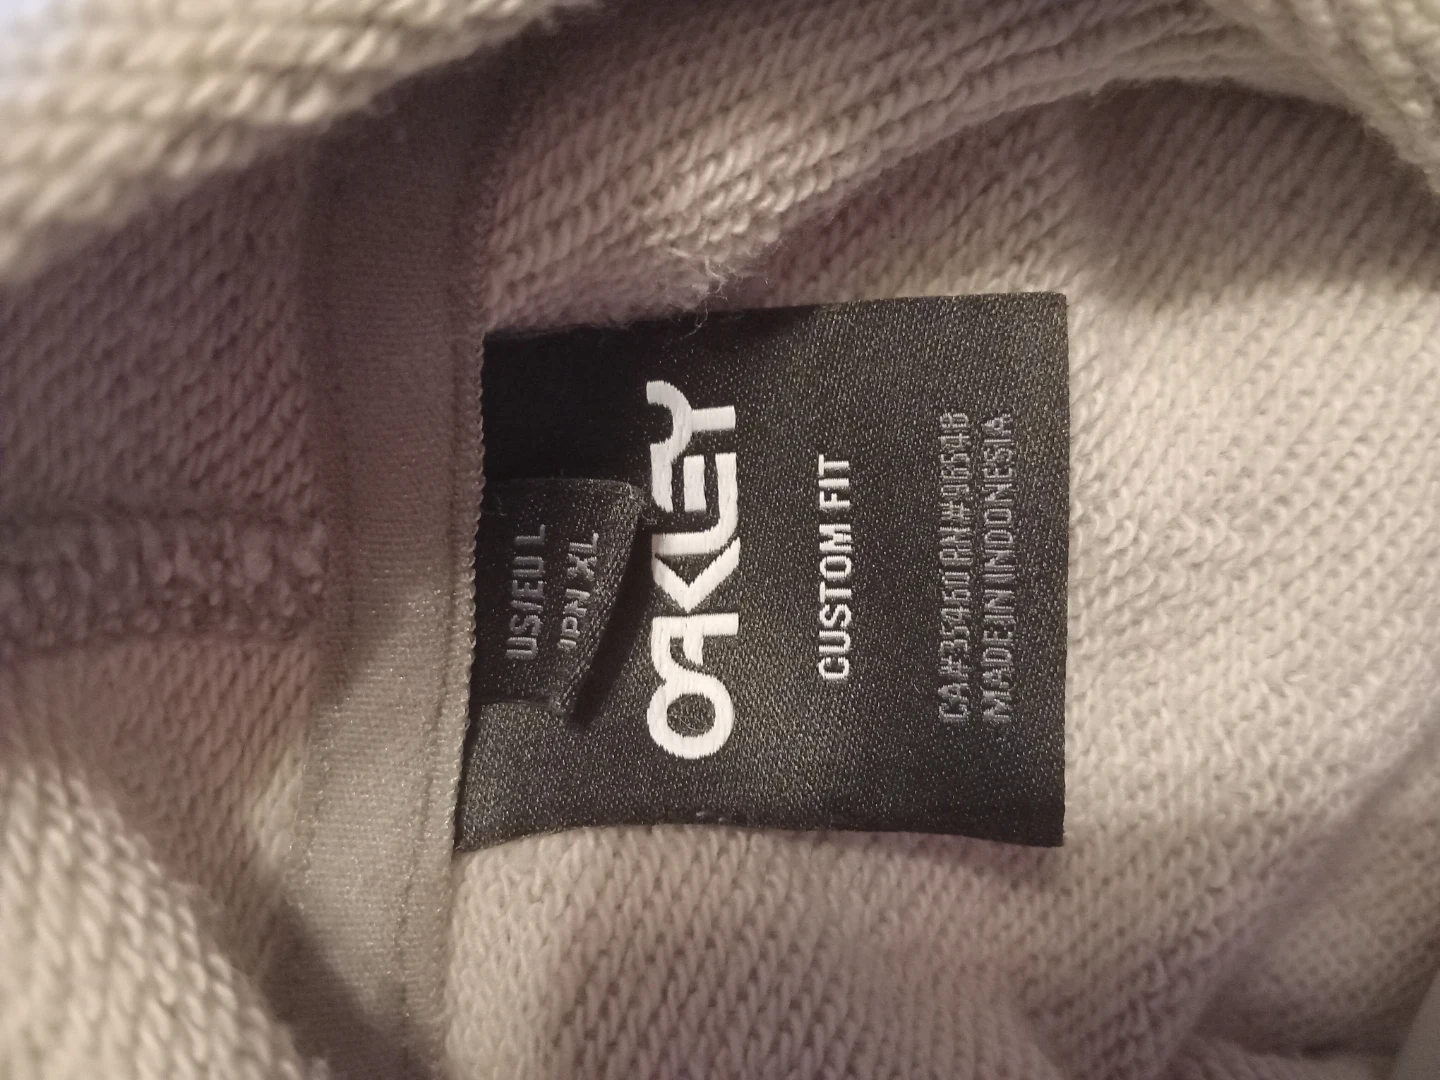 US/EU L
JPN XL
OAKLEY
CUSTOM FIT
CA#35460 RN#96548
MADE IN INDONESIA